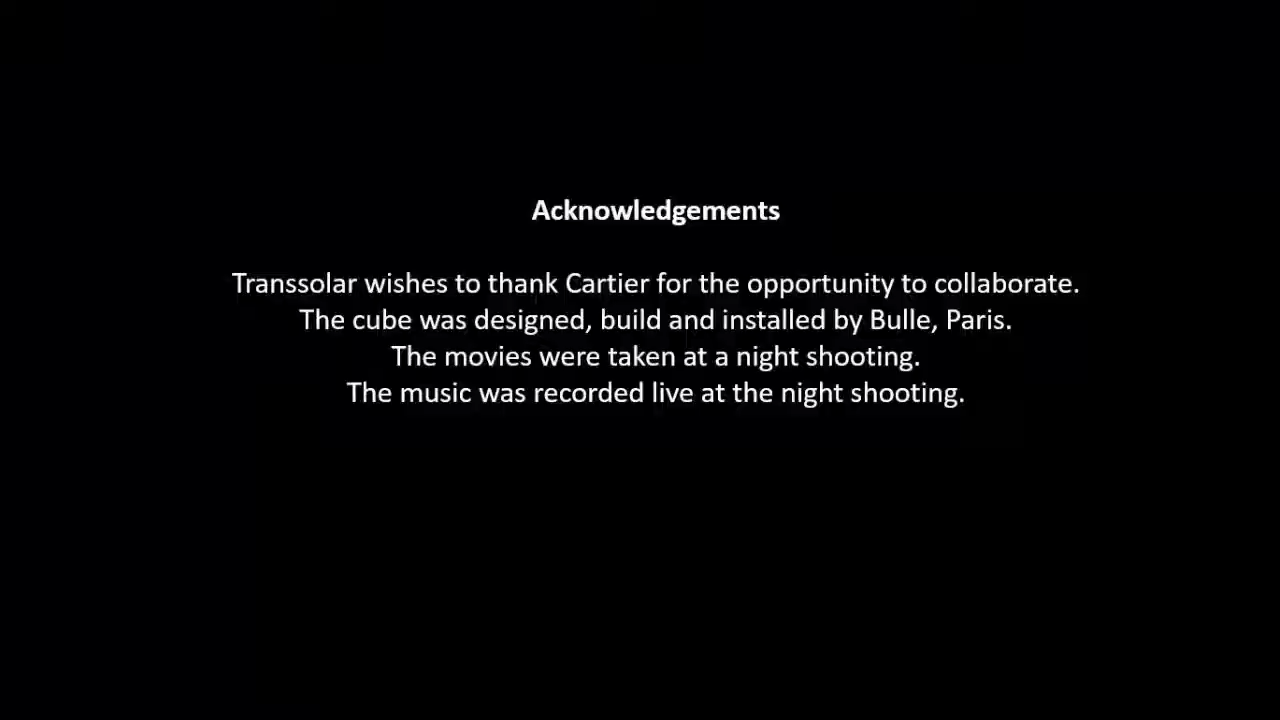 Acknowledgements
Transsolar wishes to thank Cartier for the opportunity to collaborate.
The cube was designed, build and installed by Bulle, Paris.
The movies were taken at a night shooting.
The music was recorded live at the night shooting.